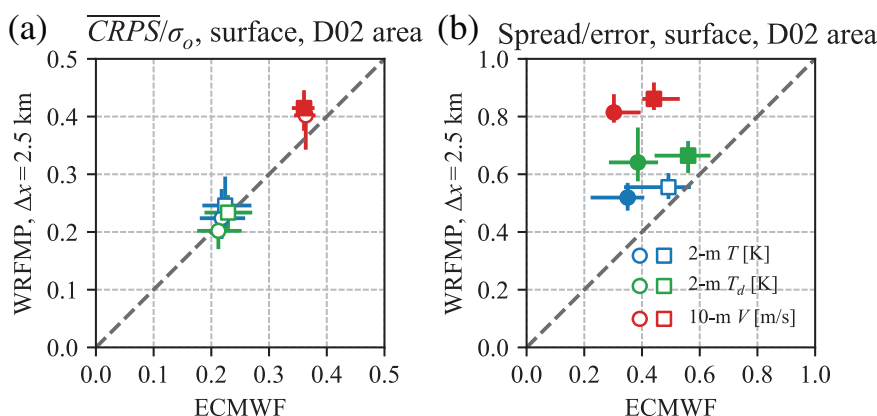 (a) CRPS/σₒ, surface, D02 area
0.5
0.4
0.3
0.2
0.1
0.0
WRFMP, Δx = 2.5 km
0.0 0.1 0.2 0.3 0.4 0.5
ECMWF
(b) Spread/error, surface, D02 area
1.0
0.8
0.6
0.4
0.2
0.0
WRFMP, Δx = 2.5 km
2-m T [K]
2-m T_d [K]
10-m V [m/s]
0.0 0.2 0.4 0.6 0.8 1.0
ECMWF